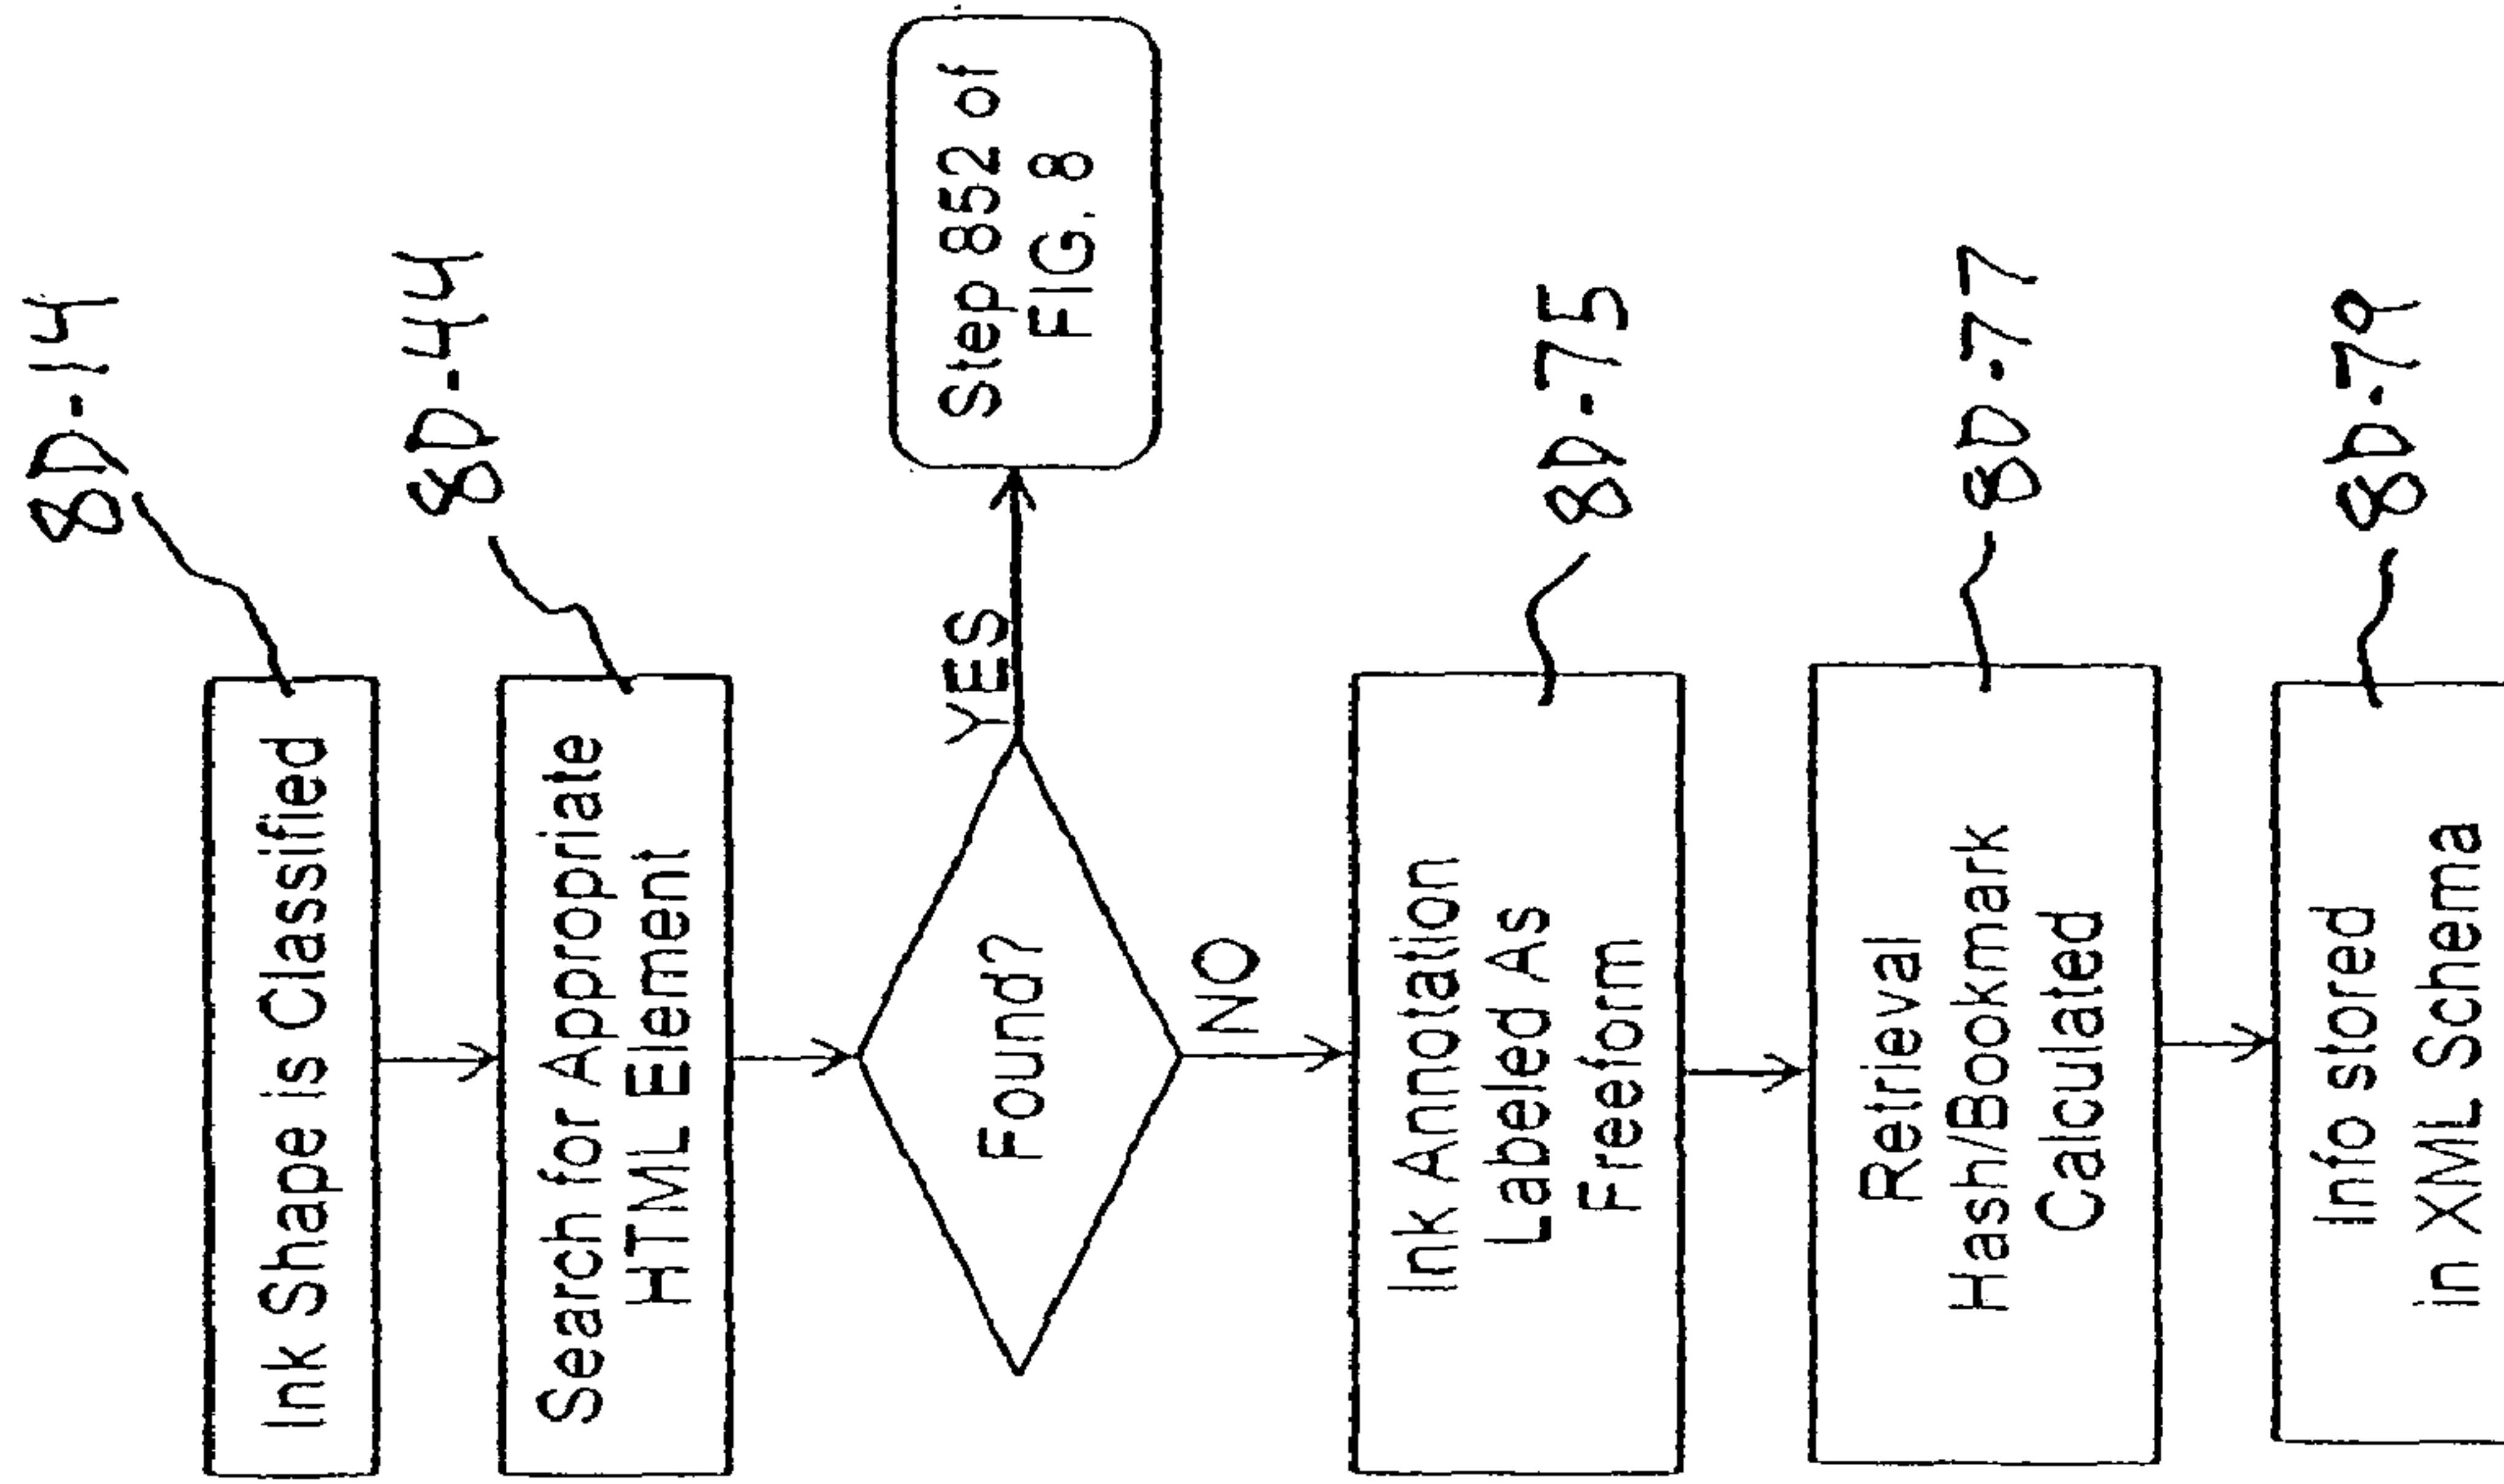 8D-14
Ink Shape is Classified
8D-44
Search for Appropriate
HTML Element
Found?
YES
Step 852 of
FIG. 8
NO
8D-75
Ink Annotation
Labeled As
Freeform
8D-77
Retrieval
Hash/Bookmark
Calculated
8D-79
Info stored
in XML Schema